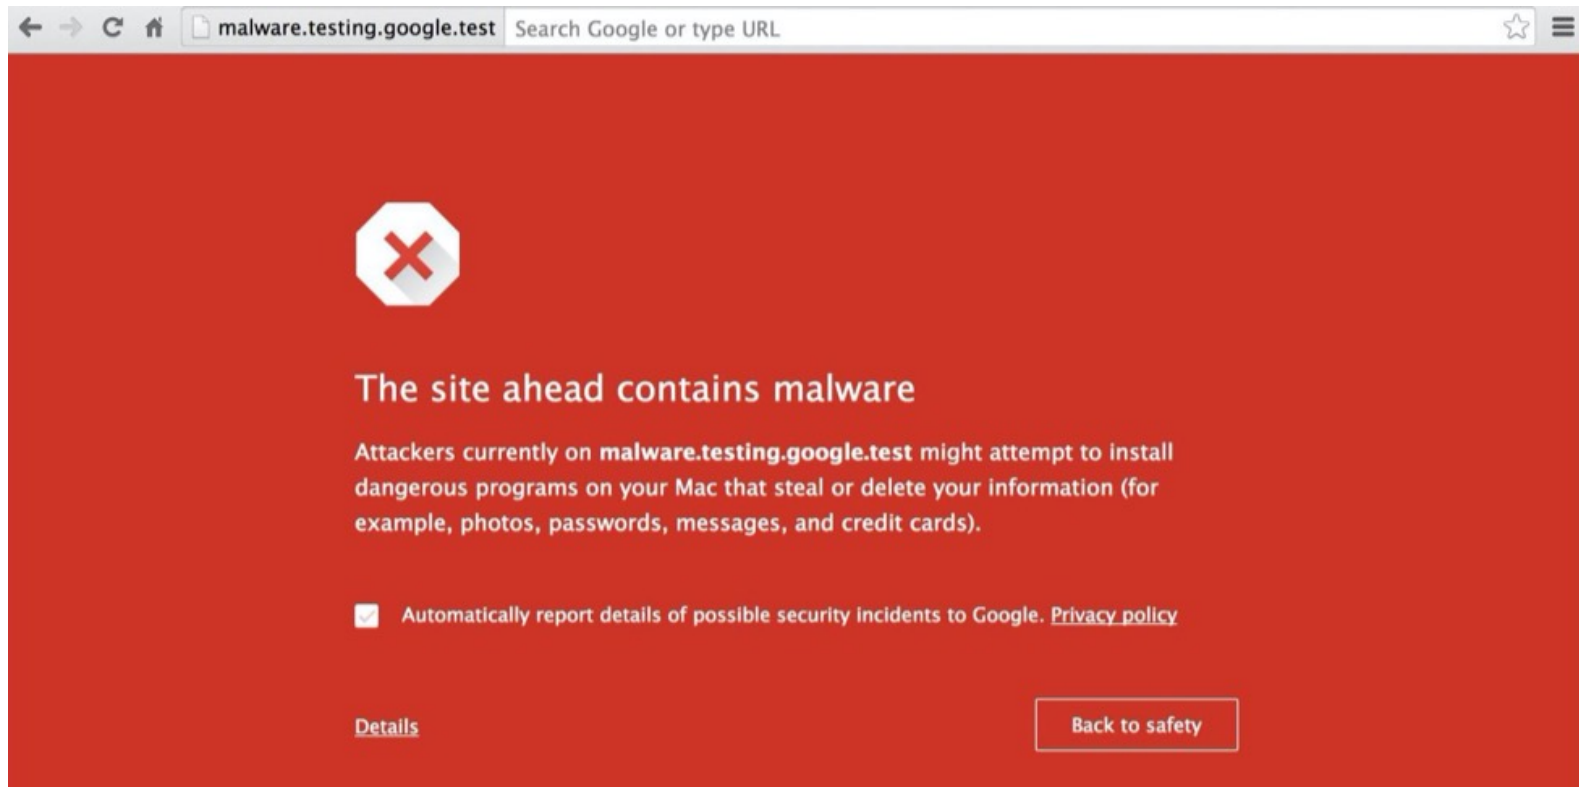 malware.testing.google.test Search Google or type URL
The site ahead contains malware
Attackers currently on malware.testing.google.test might attempt to install
dangerous programs on your Mac that steal or delete your information (for
example, photos, passwords, messages, and credit cards).
Automatically report details of possible security incidents to Google. Privacy policy
Details Back to safety